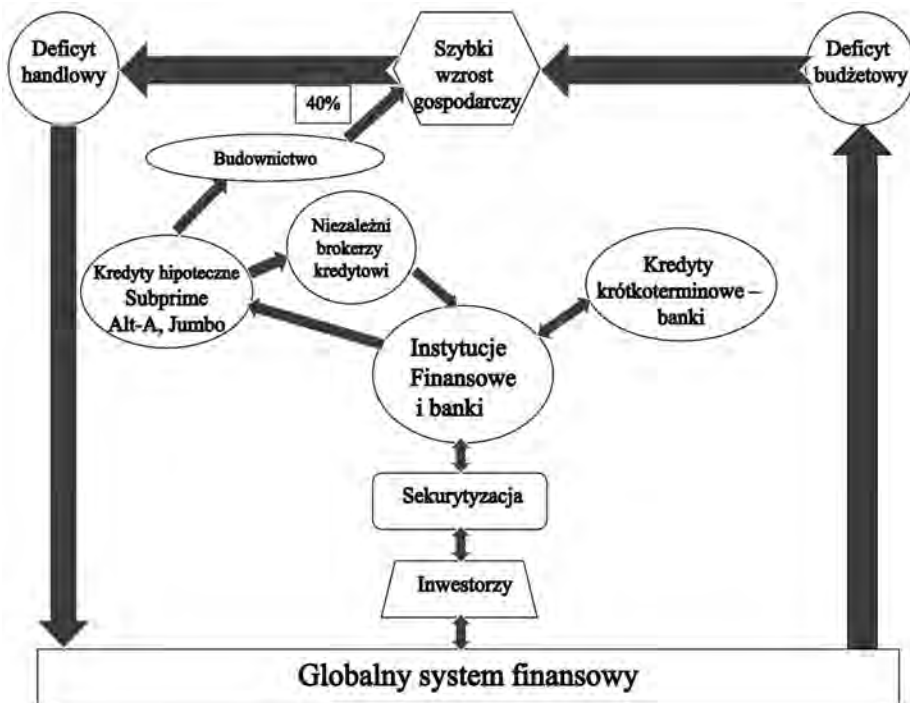 Deficyt
handlowy
Szybki
wzrost
gospodarczy
Deficyt
budżetowy
40%
Budownictwo
Niezależni
brokerzy
kredytowi
Kredyty hipoteczne
Subprime
Alt-A, Jumbo
Kredyty
krótkoterminowe –
banki
Instytucje
Finansowe
i banki
Sekurytyzacja
Inwestorzy
Globalny system finansowy